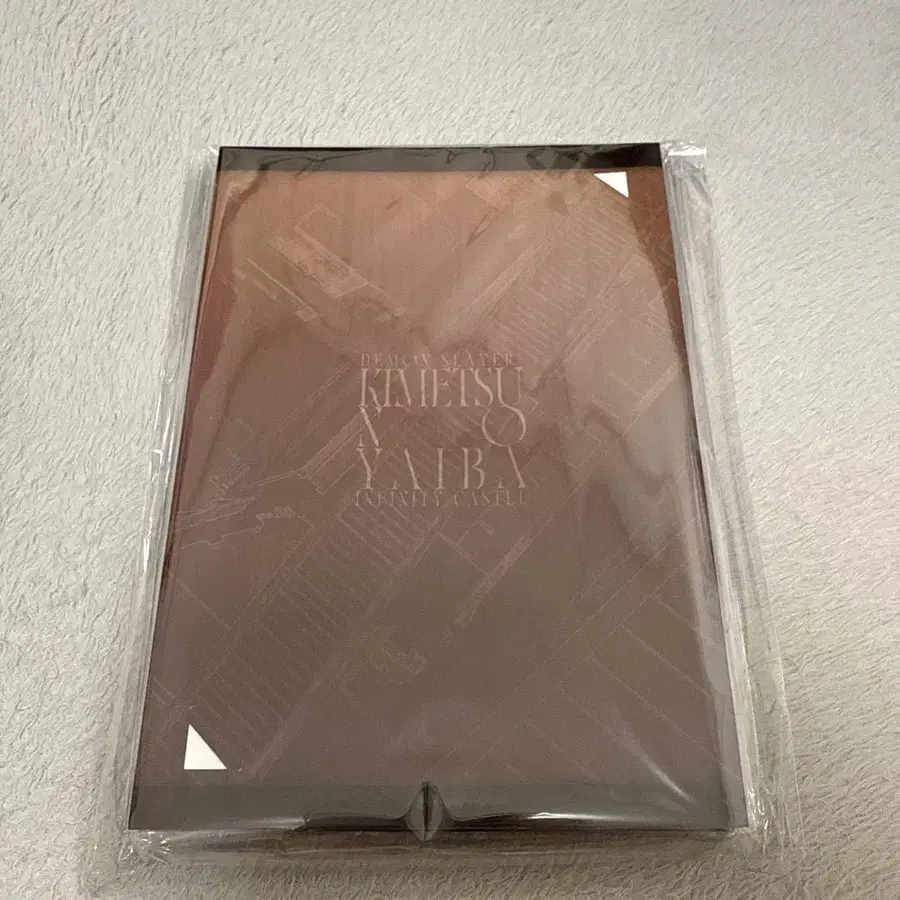 DEMON SLAYER:
KIMETSU
NO
YAIBA
INFINITY CASTLE